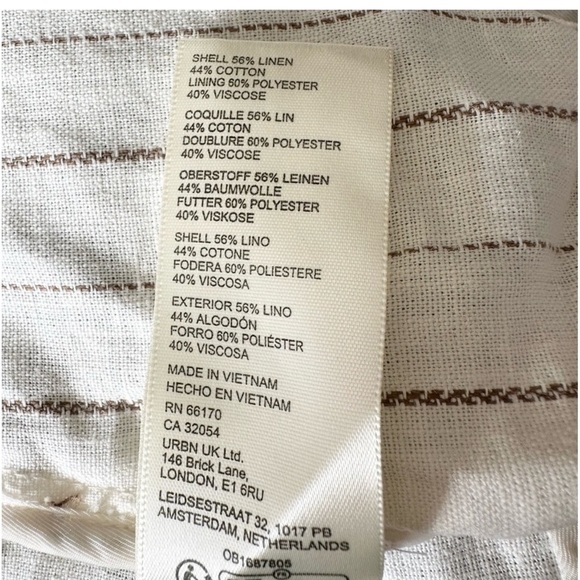 SHELL 56% LINEN
44% COTTON
LINING 60% POLYESTER
40% VISCOSE
COQUILLE 56% LIN
44% COTON
DOUBLURE 60% POLYESTER
40% VISCOSE
OBERSTOFF 56% LEINEN
44% BAUMWOLLE
FUTTER 60% POLYESTER
40% VISKOSE
SHELL 56% LINO
44% COTONE
FODERA 60% POLIESTERE
40% VISCOSA
EXTERIOR 56% LINO
44% ALGODÓN
FORRO 60% POLIÉSTER
40% VISCOSA
MADE IN VIETNAM
HECHO EN VIETNAM
RN 66170
CA 32054
URBN UK Ltd.
146 Brick Lane,
LONDON, E1 6RU
LEIDSESTRAAT 32, 1017 PB
AMSTERDAM, NETHERLANDS
OB1687805